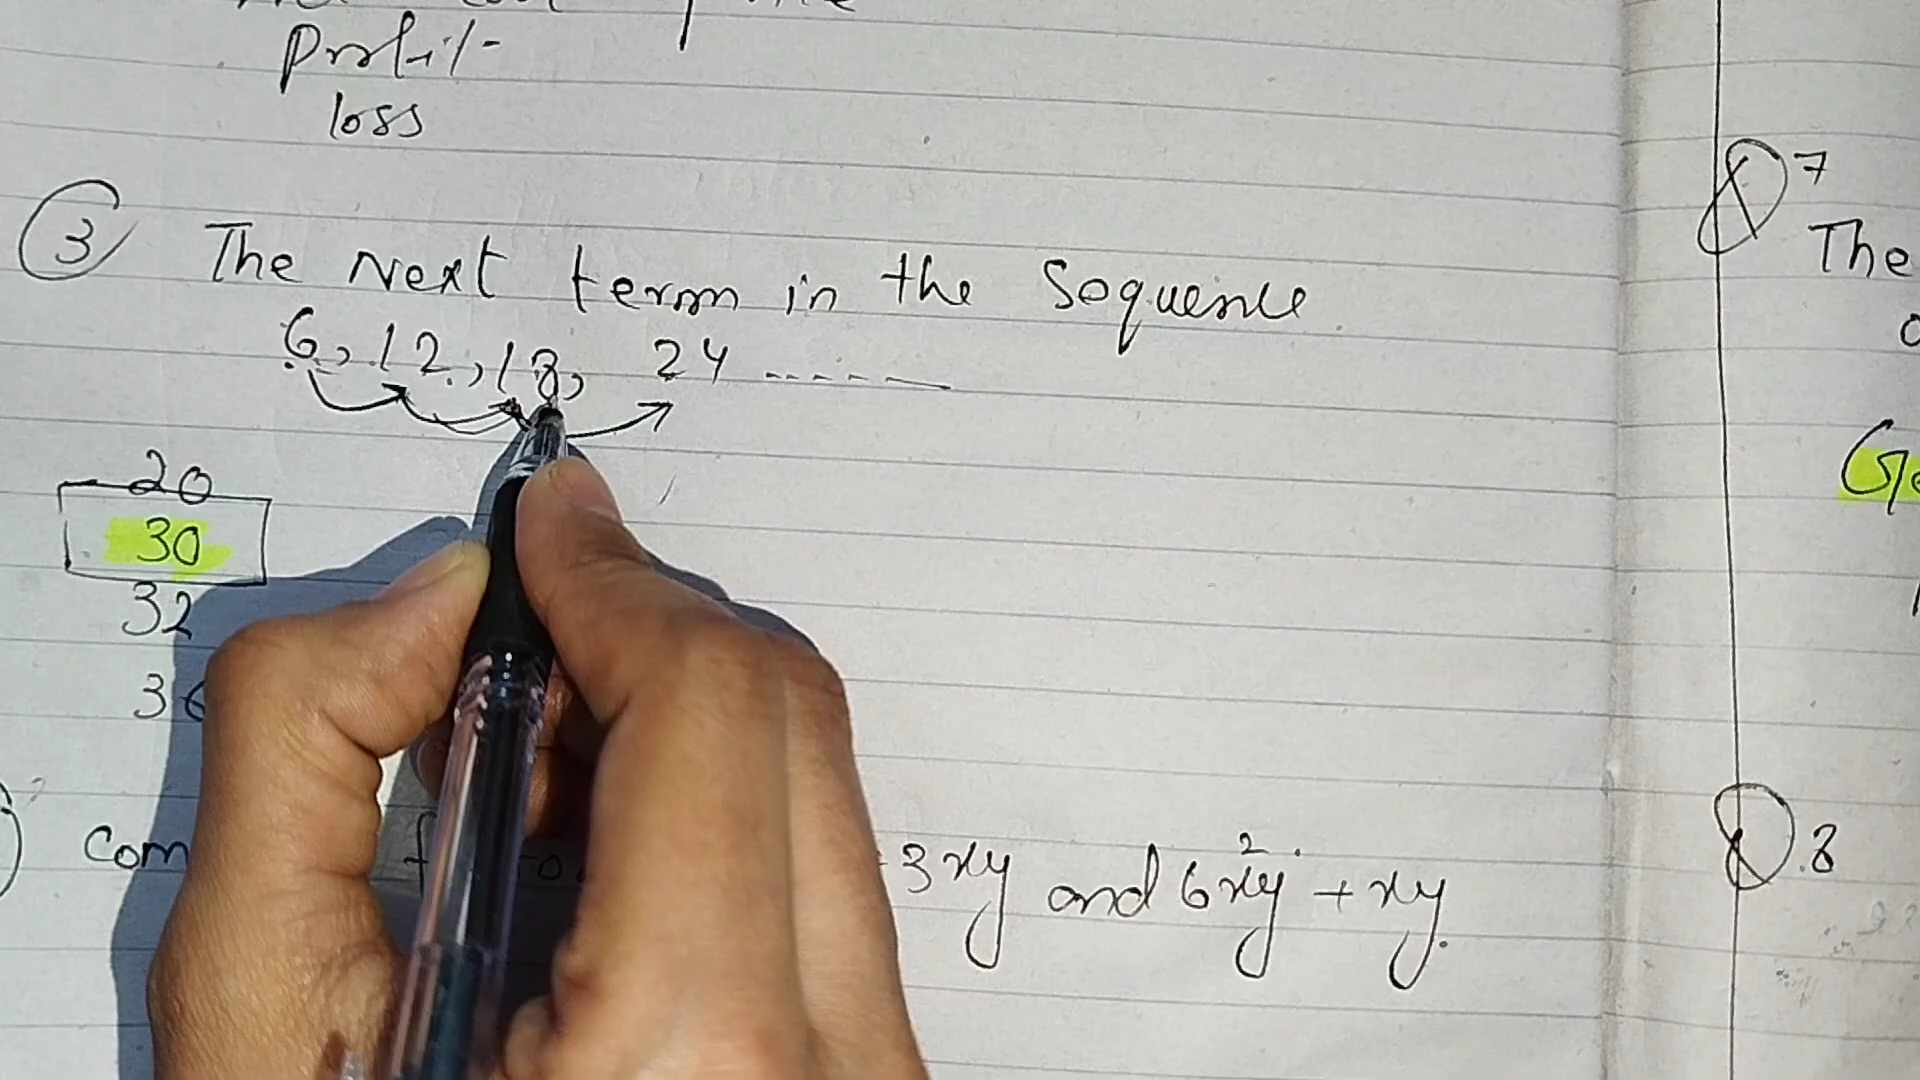 Profit
loss
3 The Next term in the Sequence.
6, 12, 18, 24 ........
20
30
32
3
com
3xy and 6x²y + xy.
7
The
8